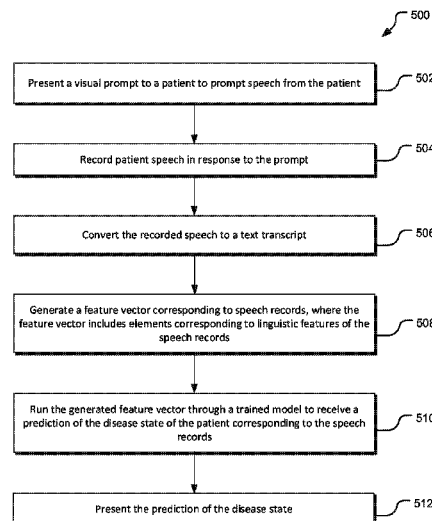 500
Present a visual prompt to a patient to prompt speech from the patient
502
Record patient speech in response to the prompt
504
Convert the recorded speech to a text transcript
506
Generate a feature vector corresponding to speech records, where the
feature vector includes elements corresponding to linguistic features of the
speech records
508
Run the generated feature vector through a trained model to receive a
prediction of the disease state of the patient corresponding to the speech
records
510
Present the prediction of the disease state
512